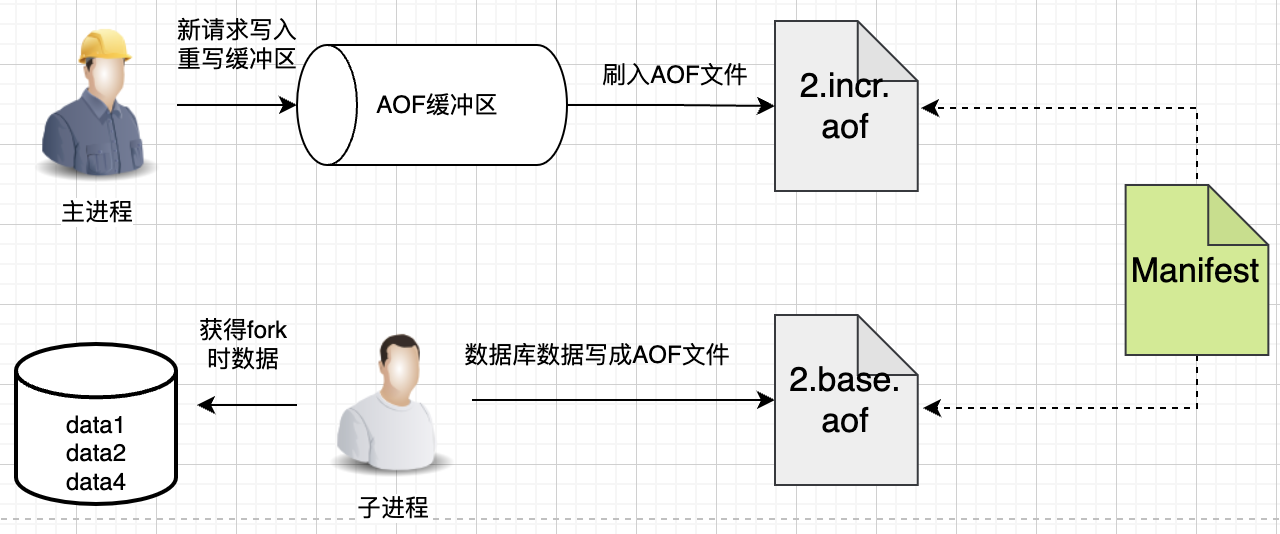 新请求写入
重写缓冲区
AOF缓冲区
刷入AOF文件
2.incr.
aof
主进程
Manifest
获得fork
时数据
数据库数据写成AOF文件
2.base.
aof
data1
data2
data4
子进程